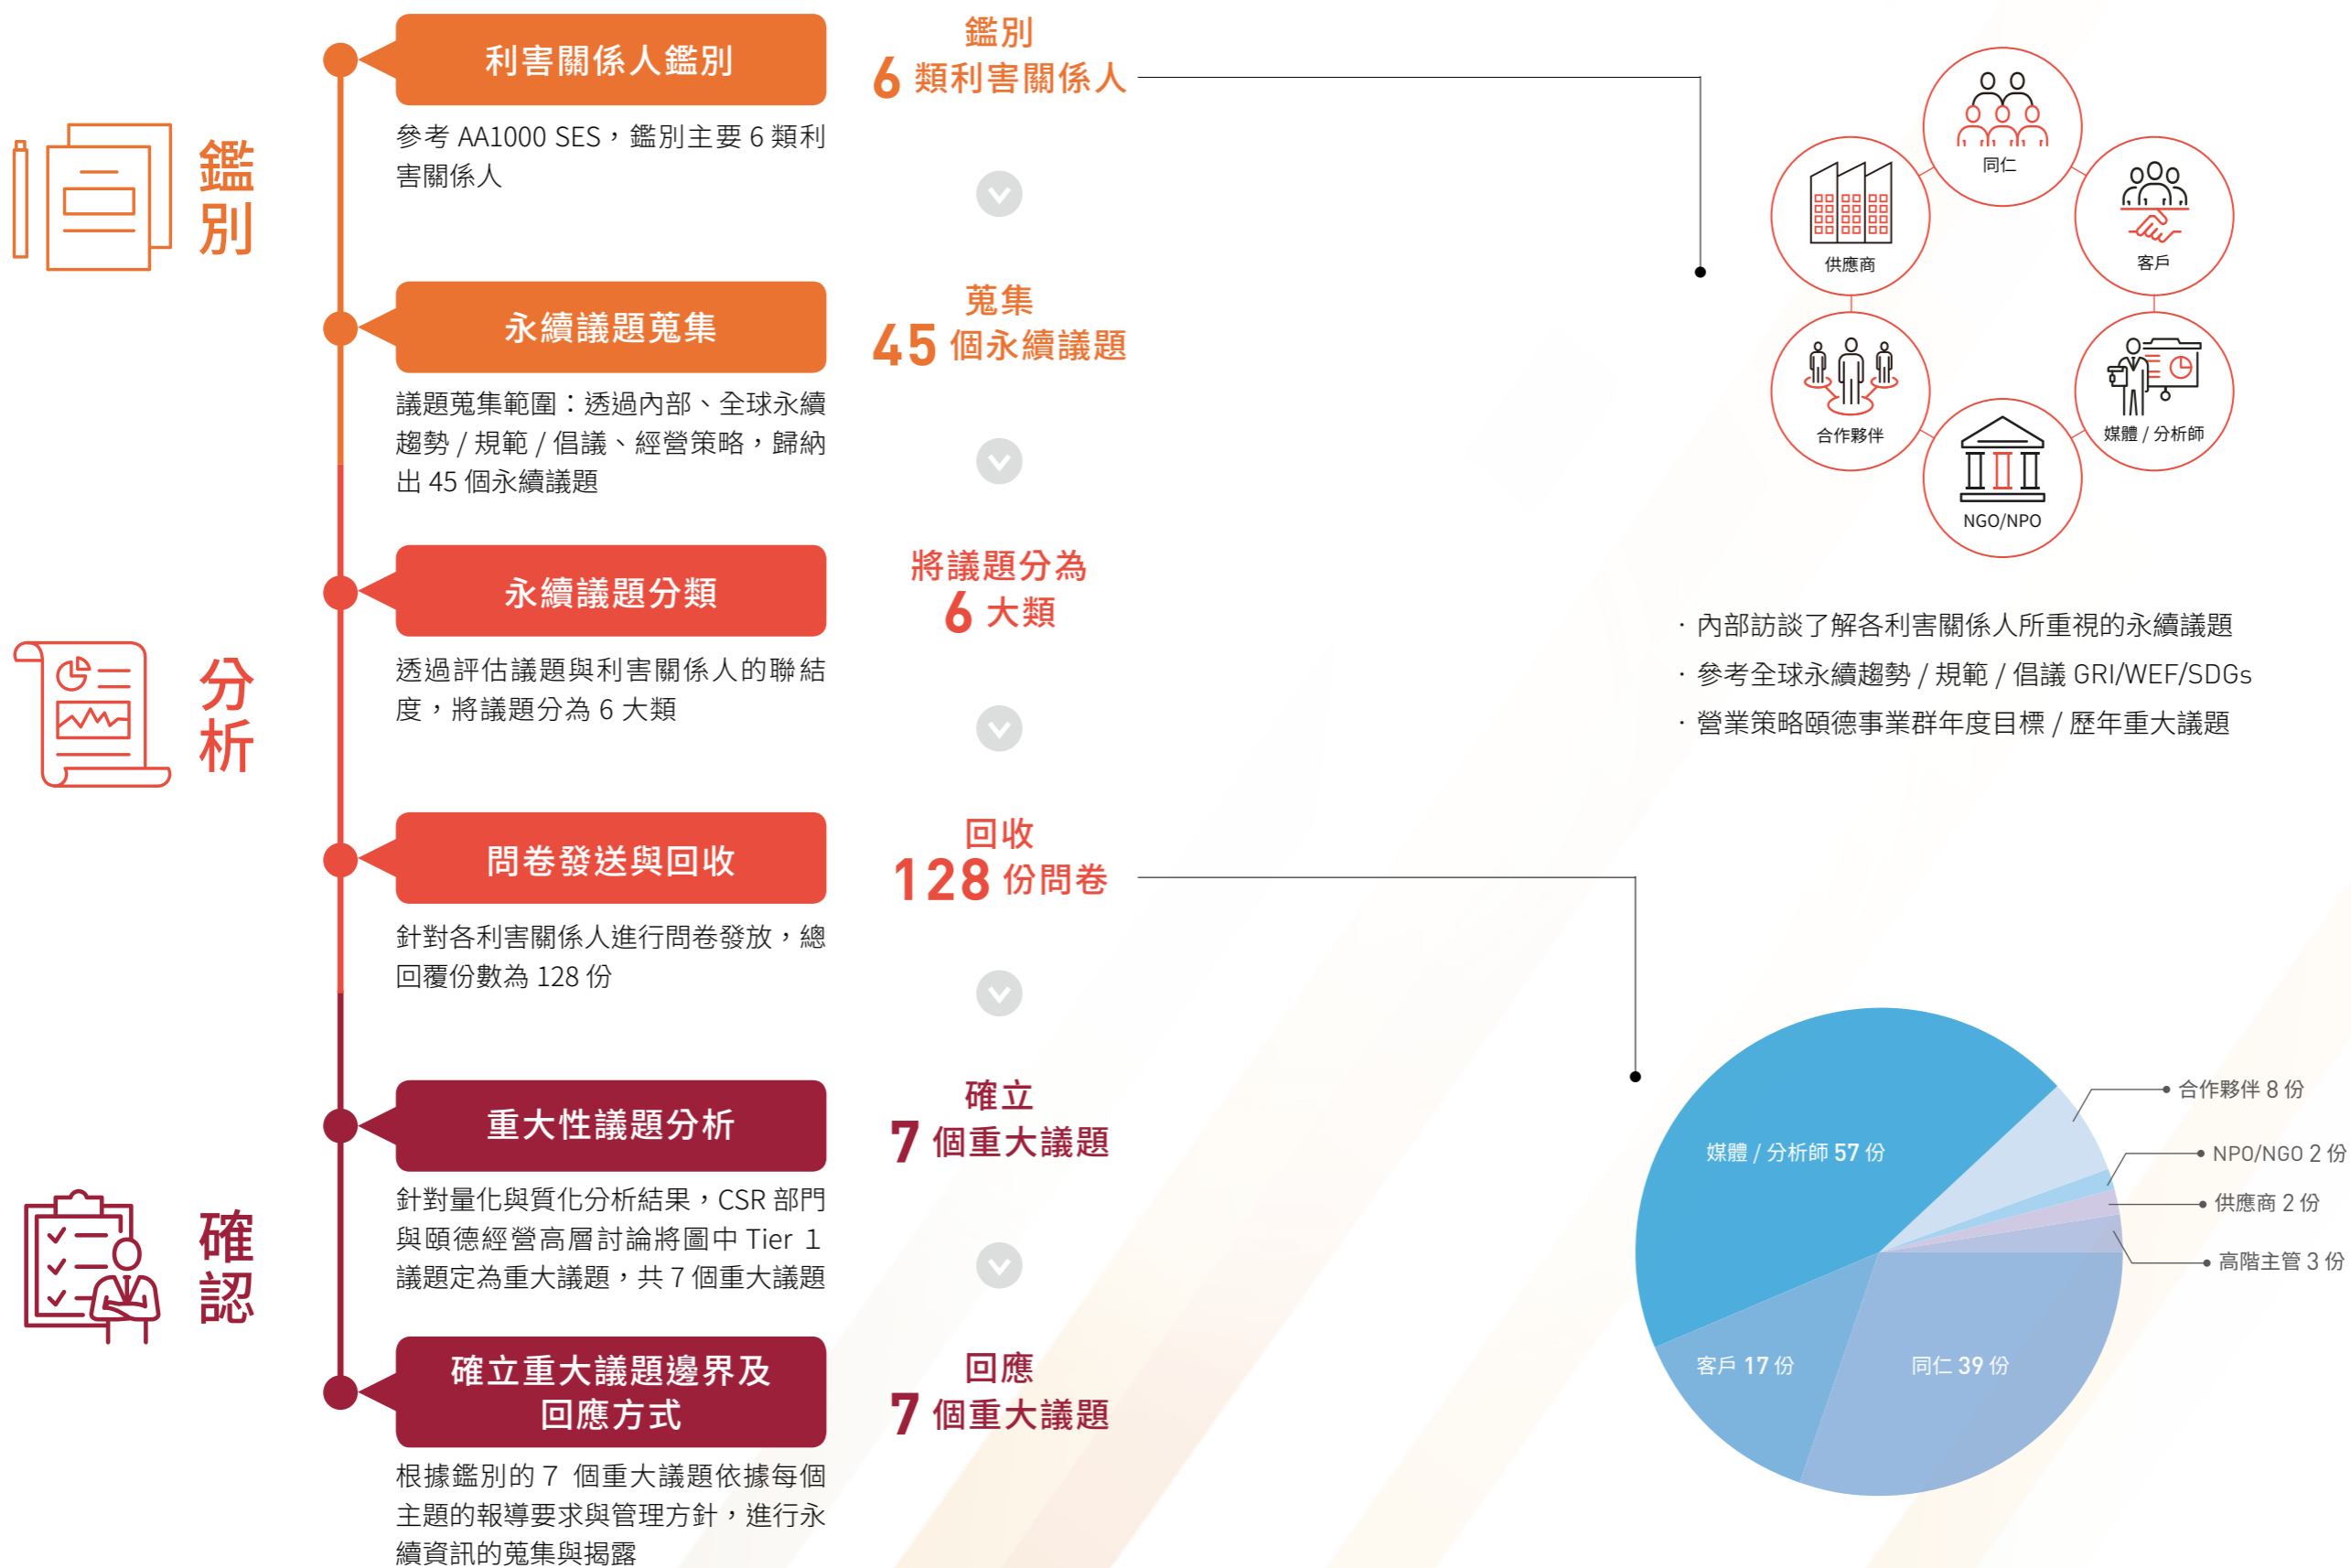 鑑別
利害關係人鑑別
參考 AA1000 SES，鑑別主要 6 類利
害關係人
鑑別
6 類利害關係人
永續議題蒐集
議題蒐集範圍：透過內部、全球永續
趨勢 / 規範 / 倡議、經營策略，歸納
出 45 個永續議題
蒐集
45 個永續議題
分析
永續議題分類
透過評估議題與利害關係人的聯結
度，將議題分為 6 大類
將議題分為
6 大類
問卷發送與回收
針對各利害關係人進行問卷發放，總
回覆份數為 128 份
回收
128 份問卷
確認
重大性議題分析
針對量化與質化分析結果，CSR 部門
與頤德經營高層討論將圖中 Tier 1
議題定為重大議題，共 7 個重大議題
確立
7 個重大議題
確立重大議題邊界及
回應方式
根據鑑別的 7 個重大議題依據每個
主題的報導要求與管理方針，進行永
續資訊的蒐集與揭露
回應
7 個重大議題
同仁
供應商
客戶
合作夥伴
媒體 / 分析師
NGO/NPO
· 內部訪談了解各利害關係人所重視的永續議題
· 參考全球永續趨勢 / 規範 / 倡議 GRI/WEF/SDGs
· 營業策略頤德事業群年度目標 / 歷年重大議題
合作夥伴 8 份
媒體 / 分析師 57 份
NPO/NGO 2 份
供應商 2 份
高階主管 3 份
客戶 17 份
同仁 39 份